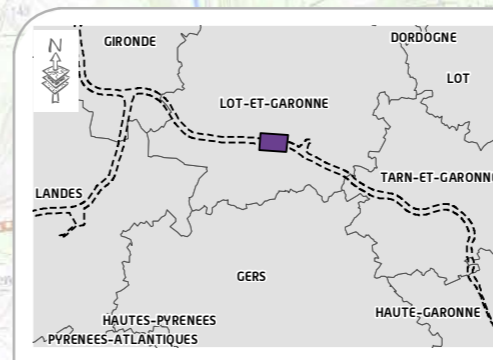 N
GIRONDE
DORDOGNE
LOT
LOT-ET-GARONNE
TARN-ET-GARONN
LANDES
GERS
HAUTE-GARONNE
HAUTES-PYRENEES
PYRENEES-ATLANTIQUES